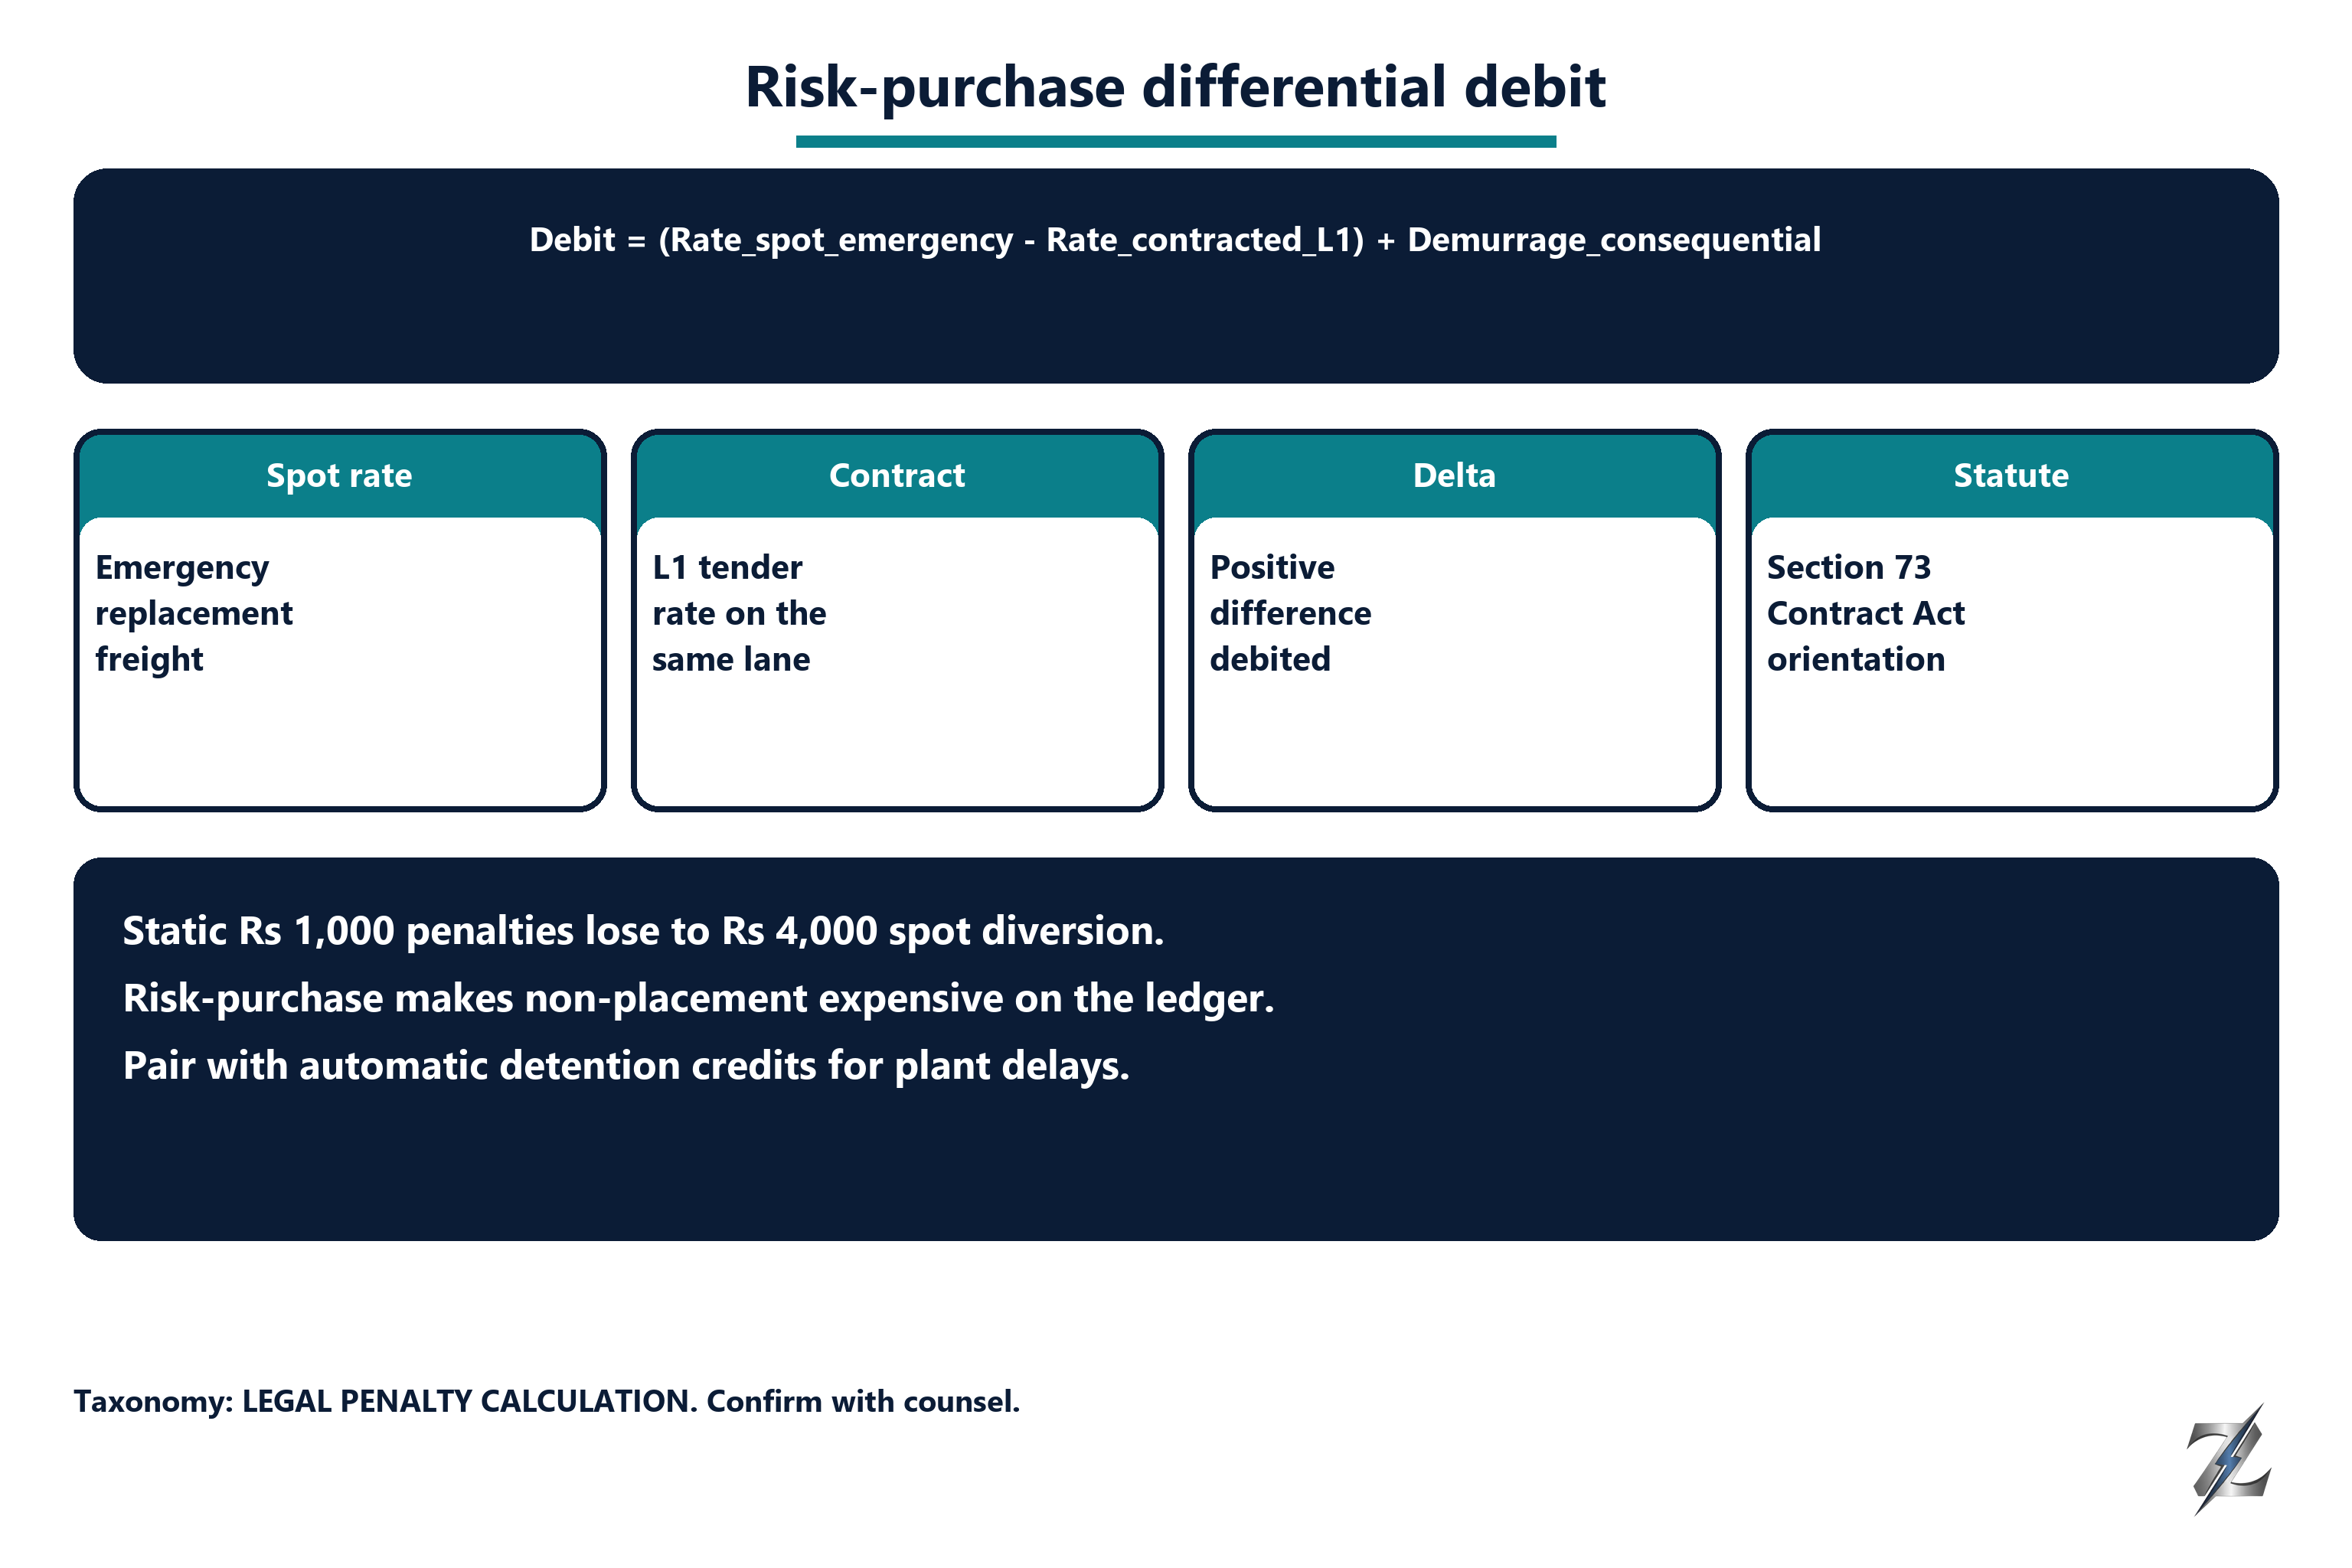 Risk-purchase differential debit
Debit = (Rate_spot_emergency - Rate_contracted_L1) + Demurrage_consequential
Spot rate
Emergency
replacement
freight
Contract
L1 tender
rate on the
same lane
Delta
Positive
difference
debited
Statute
Section 73
Contract Act
orientation
Static Rs 1,000 penalties lose to Rs 4,000 spot diversion.
Risk-purchase makes non-placement expensive on the ledger.
Pair with automatic detention credits for plant delays.
Taxonomy: LEGAL PENALTY CALCULATION. Confirm with counsel.
Z